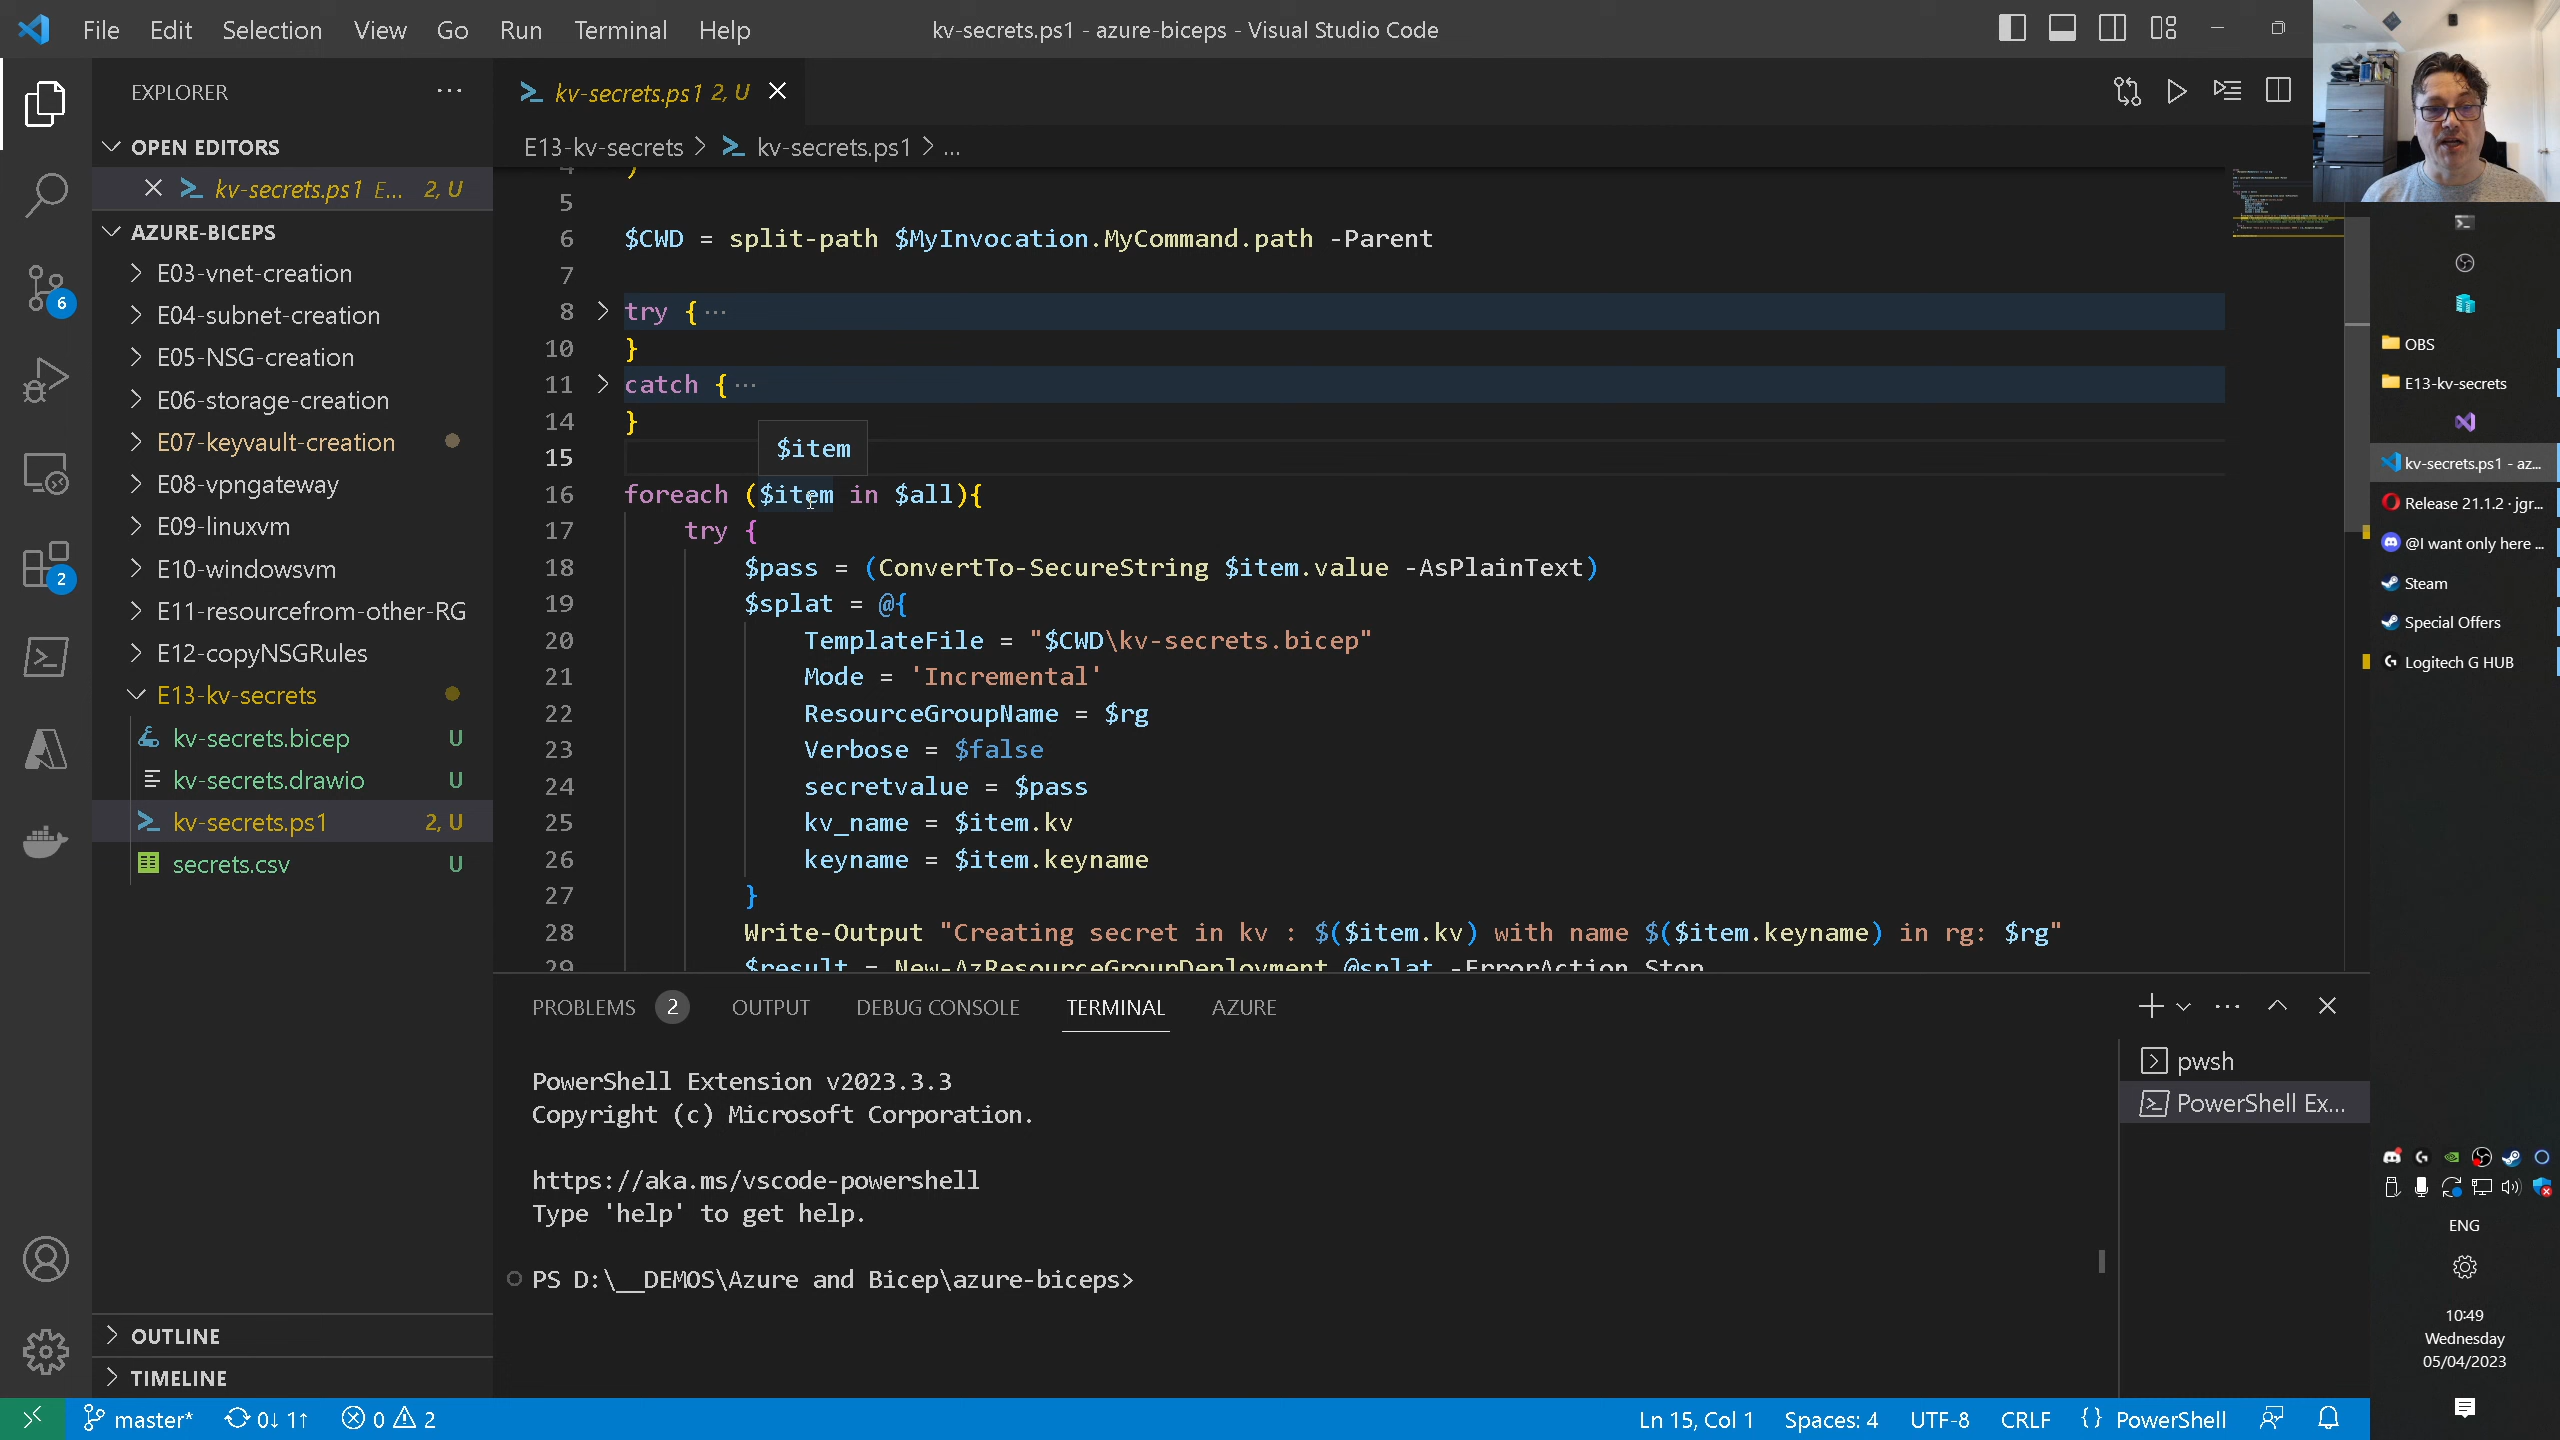 File Edit Selection View Go Run Terminal Help
kv-secrets.ps1 - azure-biceps - Visual Studio Code
EXPLORER
OPEN EDITORS
kv-secrets.ps1 E... 2, U
AZURE-BICEPS
E03-vnet-creation
E04-subnet-creation
E05-NSG-creation
E06-storage-creation
E07-keyvault-creation
E08-vpngateway
E09-linuxvm
E10-windowsvm
E11-resourcefrom-other-RG
E12-copyNSGRules
E13-kv-secrets
kv-secrets.bicep U
kv-secrets.drawio U
kv-secrets.ps1 2, U
secrets.csv U
OUTLINE
TIMELINE
6
2
kv-secrets.ps1 2, U
E13-kv-secrets > kv-secrets.ps1 > ...
4 )
5
6 $CWD = split-path $MyInvocation.MyCommand.path -Parent
7
8 try { ...
10 }
11 catch { ...
14 }
$item
15
16 foreach ($item in $all){
17 try {
18 $pass = (ConvertTo-SecureString $item.value -AsPlainText)
19 $splat = @{
20 TemplateFile = "$CWD\kv-secrets.bicep"
21 Mode = 'Incremental'
22 ResourceGroupName = $rg
23 Verbose = $false
24 secretvalue = $pass
25 kv_name = $item.kv
26 keyname = $item.keyname
27 }
28 Write-Output "Creating secret in kv : $($item.kv) with name $($item.keyname) in rg: $rg"
29 $result = New-AzResourceGroupDeployment @splat -ErrorAction Stop
PROBLEMS 2 OUTPUT DEBUG CONSOLE TERMINAL AZURE
PowerShell Extension v2023.3.3
Copyright (c) Microsoft Corporation.
https://aka.ms/vscode-powershell
Type 'help' to get help.
PS D:\__DEMOS\Azure and Bicep\azure-biceps>
pwsh
PowerShell Ex...
master* 0↓ 1↑ 0 2
Ln 15, Col 1 Spaces: 4 UTF-8 CRLF {} PowerShell
OBS
E13-kv-secrets
kv-secrets.ps1 - az...
Release 21.1.2 · jgr...
@I want only here ...
Steam
Special Offers
Logitech G HUB
ENG
10:49
Wednesday
05/04/2023